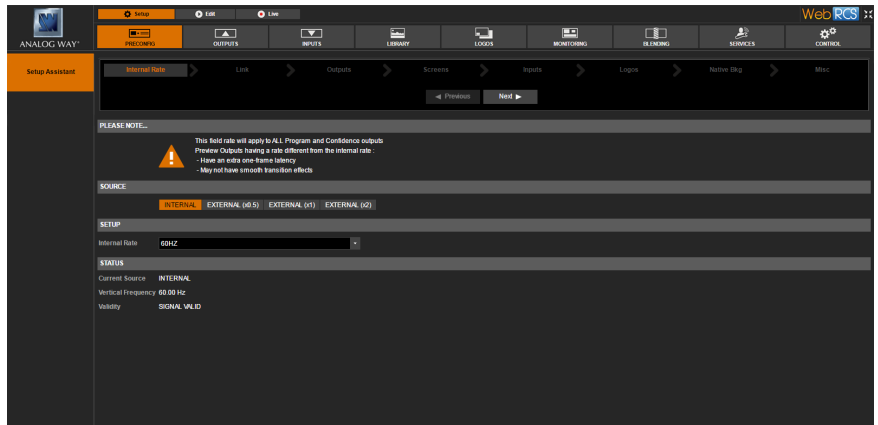 Setup Edit Live
Web RCS
ANALOG WAY®
PRECONFIG OUTPUTS INPUTS LIBRARY LOGOS MONITORING BLENDING SERVICES CONTROL
Setup Assistant
Internal Rate Link Outputs Screens Inputs Logos Native Bkg Misc
Previous Next
PLEASE NOTE...
This field rate will apply to ALL Program and Confidence outputs
Preview Outputs having a rate different from the internal rate :
- Have an extra one-frame latency
- May not have smooth transition effects
SOURCE
INTERNAL EXTERNAL (x0.5) EXTERNAL (x1) EXTERNAL (x2)
SETUP
Internal Rate 60HZ
STATUS
Current Source INTERNAL
Vertical Frequency 60.00 Hz
Validity SIGNAL VALID